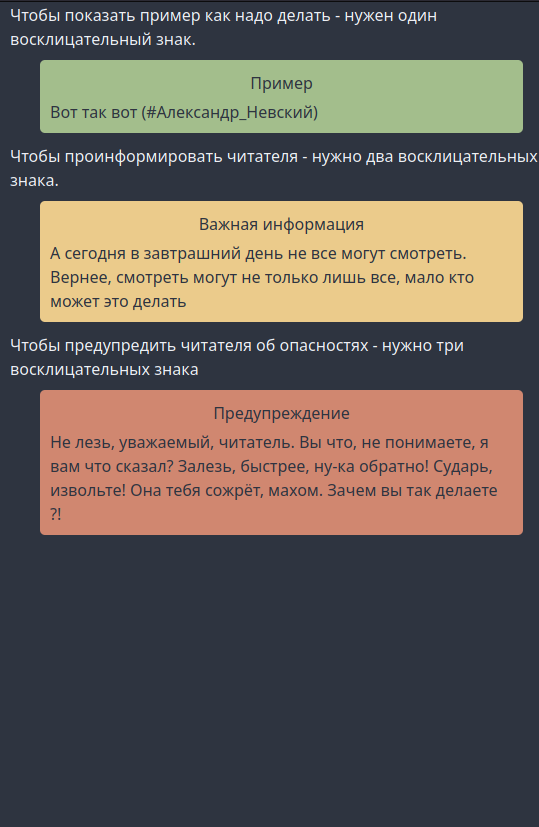 Чтобы показать пример как надо делать - нужен один
восклицательный знак.
Пример
Вот так вот (#Александр_Невский)
Чтобы проинформировать читателя - нужно два восклицательных
знака.
Важная информация
А сегодня в завтрашний день не все могут смотреть.
Вернее, смотреть могут не только лишь все, мало кто
может это делать
Чтобы предупредить читателя об опасностях - нужно три
восклицательных знака
Предупреждение
Не лезь, уважаемый, читатель. Вы что, не понимаете, я
вам что сказал? Залезь, быстрее, ну-ка обратно! Сударь,
извольте! Она тебя сожрёт, махом. Зачем вы так делаете
?!